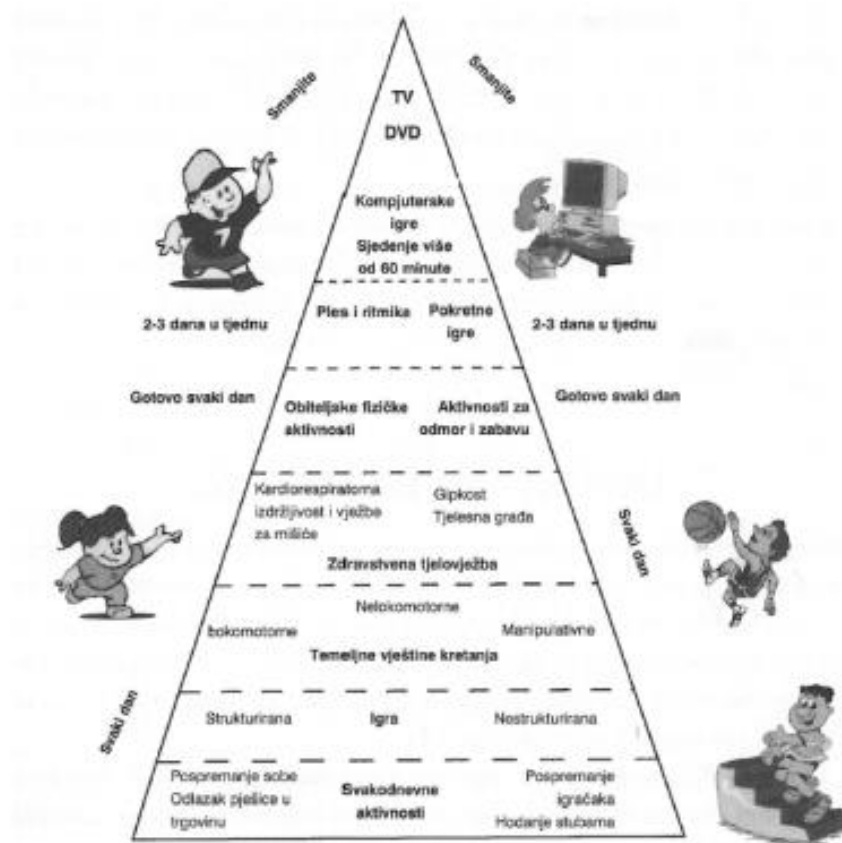 Smanjite
Smanjite
TV
DVD
Kompjuterske
igre
Sjedenje više
od 60 minute
2-3 dana u tjednu
Ples i ritmika
Pokretne
igre
2-3 dana u tjednu
Gotovo svaki dan
Obiteljske fizičke
aktivnosti
Aktivnosti za
odmor i zabavu
Gotovo svaki dan
Kardiorespiratorna
izdržljivost i vježbe
za mišiće
Gipkost
Tjelesna građa
Zdravstvena tjelovježba
Svaki dan
Nelokomotorne
bokomotorne
Manipulativne
Temeljne vještine kretanja
Svaki dan
Strukturirana
Igra
Nestrukturirana
Pospremanje sobe
Odlazak pješice u
trgovinu
Svakodnevne
aktivnosti
Pospremanje
igračaka
Hodanje stubama